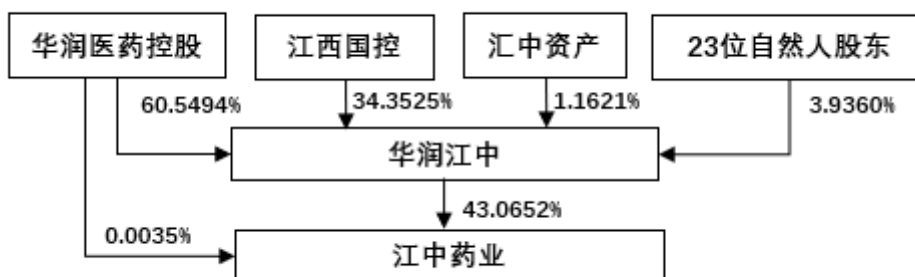 华润医药控股
江西国控
汇中资产
23位自然人股东
60.5494%
34.3525%
1.1621%
3.9360%
华润江中
43.0652%
0.0035%
江中药业